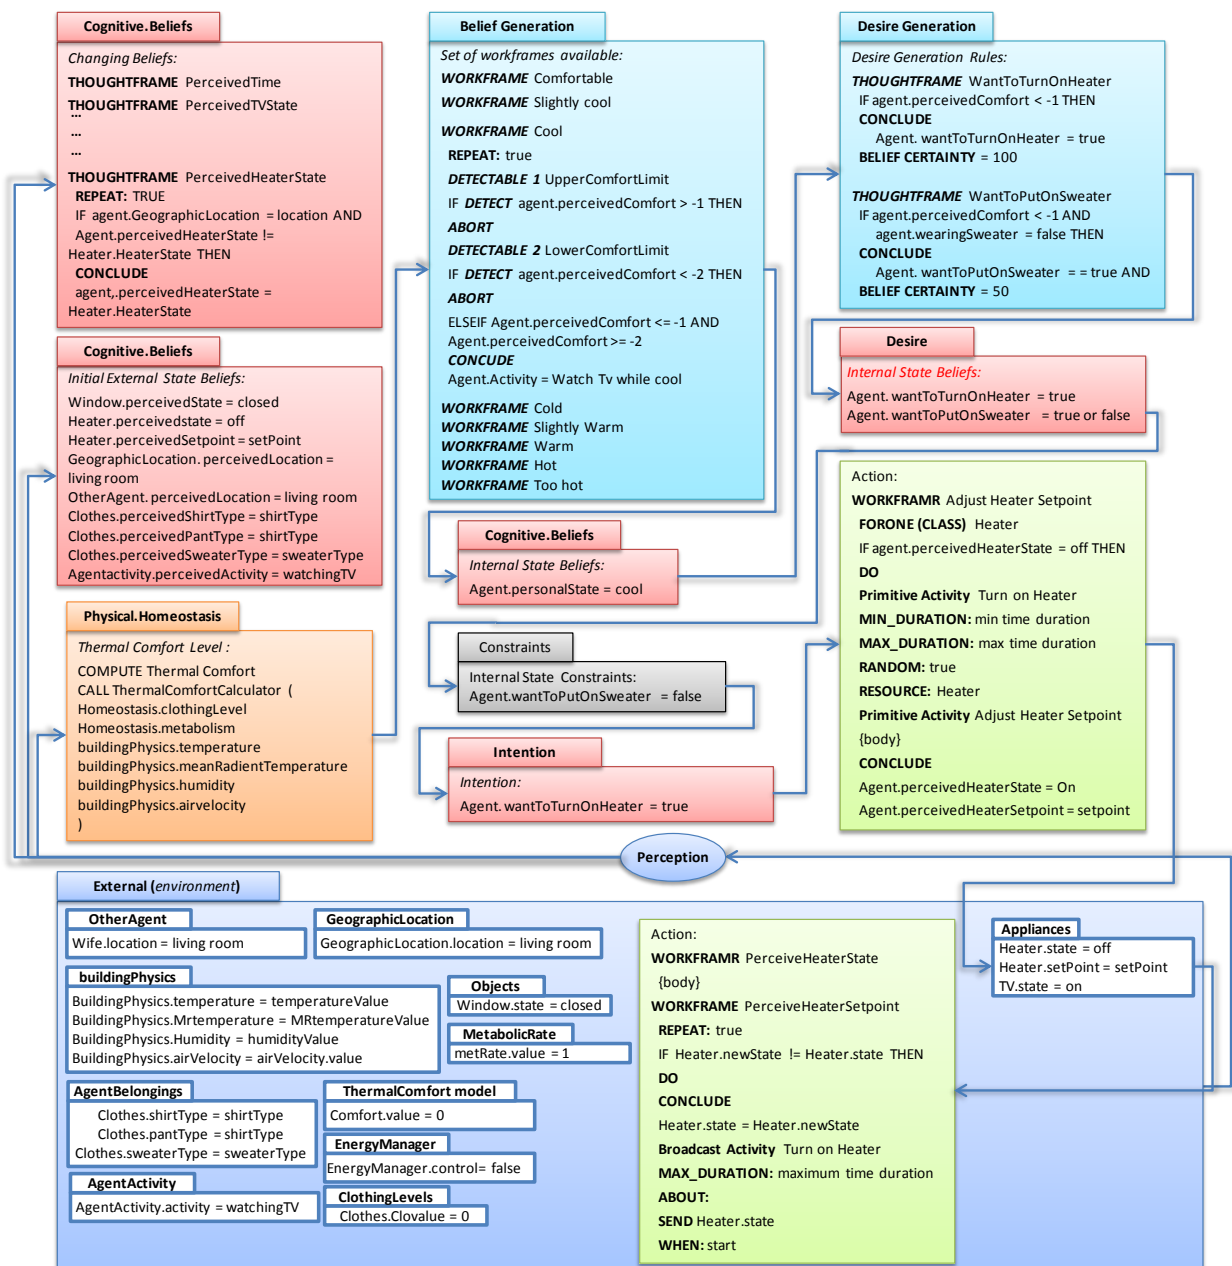 Cognitive.Beliefs
Changing Beliefs:
THOUGHTFRAME PerceivedTime
THOUGHTFRAME PerceivedTVState
...
...
...
THOUGHTFRAME PerceivedHeaterState
REPEAT: TRUE
IF agent.GeographicLocation = location AND
Agent.perceivedHeaterState !=
Heater.HeaterState THEN
CONCLUDE
agent,.perceivedHeaterState =
Heater.HeaterState
Cognitive.Beliefs
Initial External State Beliefs:
Window.perceivedState = closed
Heater.perceivedstate = off
Heater.perceivedSetpoint = setPoint
GeographicLocation. perceivedLocation =
living room
OtherAgent. perceivedLocation = living room
Clothes.perceivedShirtType = shirtType
Clothes.perceivedPantType = shirtType
Clothes.perceivedSweaterType = sweaterType
Agentactivity.perceivedActivity = watchingTV
Physical.Homeostasis
Thermal Comfort Level :
COMPUTE Thermal Comfort
CALL ThermalComfortCalculator (
Homeostasis.clothingLevel
Homeostasis.metabolism
buildingPhysics.temperature
buildingPhysics.meanRadientTemperature
buildingPhysics.humidity
buildingPhysics.airvelocity
)
Belief Generation
Set of workframes available:
WORKFRAME Comfortable
WORKFRAME Slightly cool
WORKFRAME Cool
REPEAT: true
DETECTABLE 1 UpperComfortLimit
IF DETECT agent.perceivedComfort > -1 THEN
ABORT
DETECTABLE 2 LowerComfortLimit
IF DETECT agent.perceivedComfort < -2 THEN
ABORT
ELSEIF Agent.perceivedComfort <= -1 AND
Agent.perceivedComfort >= -2
CONCUDE
Agent.Activity = Watch Tv while cool
WORKFRAME Cold
WORKFRAME Slightly Warm
WORKFRAME Warm
WORKFRAME Hot
WORKFRAME Too hot
Cognitive.Beliefs
Internal State Beliefs:
Agent.personalState = cool
Constraints
Internal State Constraints:
Agent.wantToPutOnSweater = false
Intention
Intention:
Agent. wantToTurnOnHeater = true
Desire Generation
Desire Generation Rules:
THOUGHTFRAME WantToTurnOnHeater
IF agent.perceivedComfort < -1 THEN
CONCLUDE
Agent. wantToTurnOnHeater = true
BELIEF CERTAINTY = 100
THOUGHTFRAME WantToPutOnSweater
IF agent.perceivedComfort < -1 AND
agent.wearingSweater = false THEN
CONCLUDE
Agent. wantToPutOnSweater = = true AND
BELIEF CERTAINTY = 50
Desire
Internal State Beliefs:
Agent. wantToTurnOnHeater = true
Agent. wantToPutOnSweater = true or false
Action:
WORKFRAMR Adjust Heater Setpoint
FORONE (CLASS) Heater
IF agent.perceivedHeaterState = off THEN
DO
Primitive Activity Turn on Heater
MIN_DURATION: min time duration
MAX_DURATION: max time duration
RANDOM: true
RESOURCE: Heater
Primitive Activity Adjust Heater Setpoint
{body}
CONCLUDE
Agent.perceivedHeaterState = On
Agent.perceivedHeaterSetpoint = setpoint
Perception
External (environment)
OtherAgent
Wife.location = living room
GeographicLocation
GeographicLocation.location = living room
buildingPhysics
BuildingPhysics.temperature = temperatureValue
BuildingPhysics.Mrtemperature = MRtemperatureValue
BuildingPhysics.Humidity = humidityValue
BuildingPhysics.airVelocity = airVelocity.value
Objects
Window.state = closed
MetabolicRate
metRate.value = 1
AgentBelongings
Clothes.shirtType = shirtType
Clothes.pantType = shirtType
Clothes.sweaterType = sweaterType
ThermalComfort model
Comfort.value = 0
EnergyManager
EnergyManager.control= false
AgentActivity
AgentActivity.activity = watchingTV
ClothingLevels
Clothes.Clovalue = 0
Action:
WORKFRAMR PerceiveHeaterState
{body}
WORKFRAME PerceiveHeaterSetpoint
REPEAT: true
IF Heater.newState != Heater.state THEN
DO
CONCLUDE
Heater.state = Heater.newState
Broadcast Activity Turn on Heater
MAX_DURATION: maximum time duration
ABOUT:
SEND Heater.state
WHEN: start
Appliances
Heater.state = off
Heater.setPoint = setPoint
TV.state = on